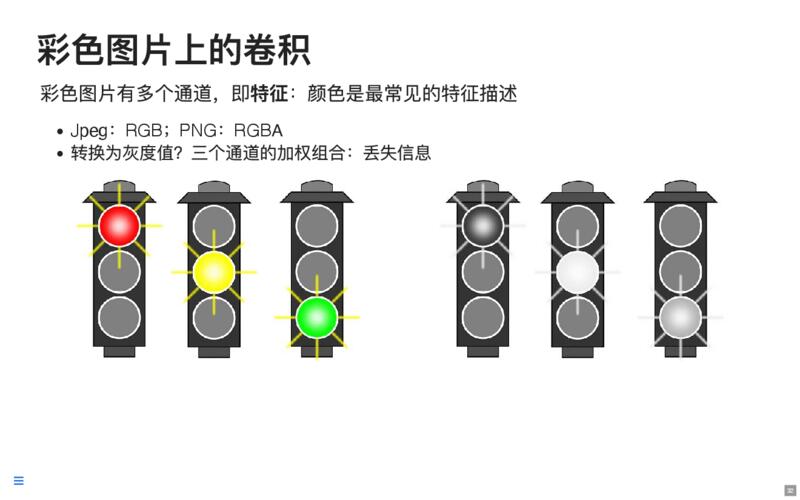 彩色图片上的卷积
彩色图片有多个通道，即特征：颜色是最常见的特征描述
• Jpeg：RGB；PNG：RGBA
• 转换为灰度值？三个通道的加权组合：丢失信息
32